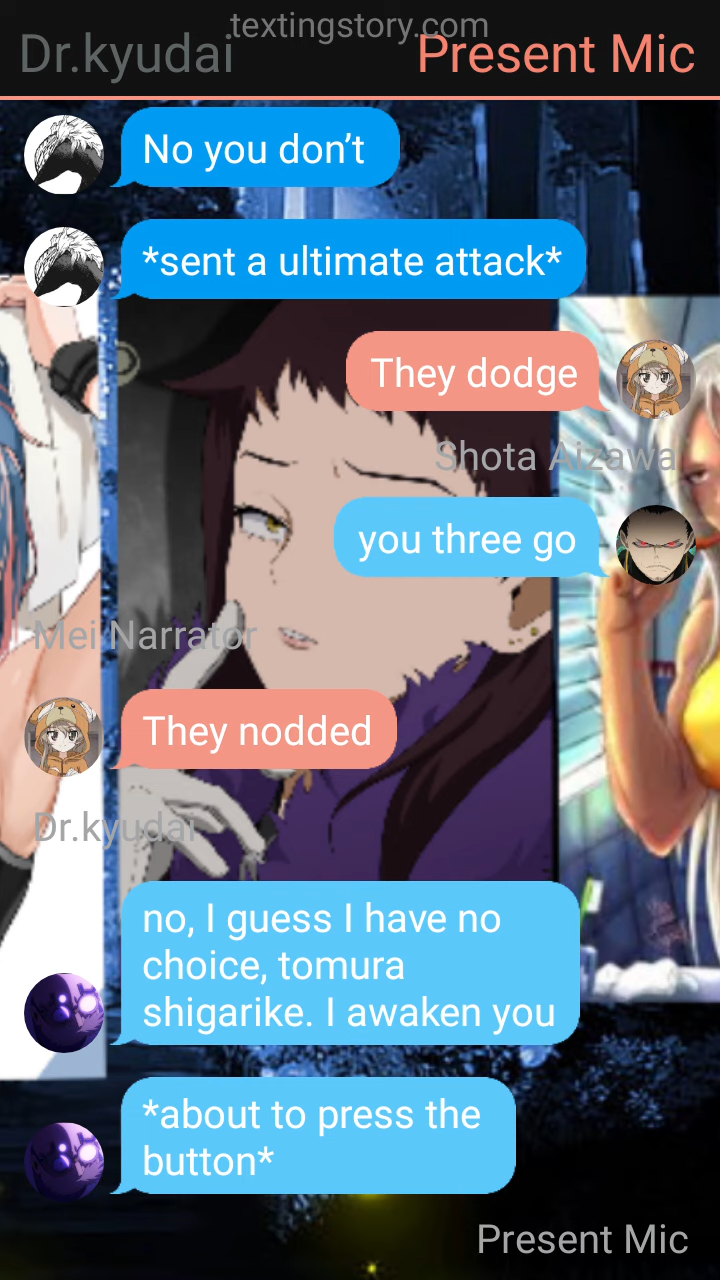 textingstory.com
Dr.kyudai
Present Mic
No you don't
*sent a ultimate attack*
They dodge
Shota Aizawa
you three go
Mei Narrator
They nodded
Dr.kyudai
no, I guess I have no
choice, tomura
shigarike. I awaken you
*about to press the
button*
Present Mic